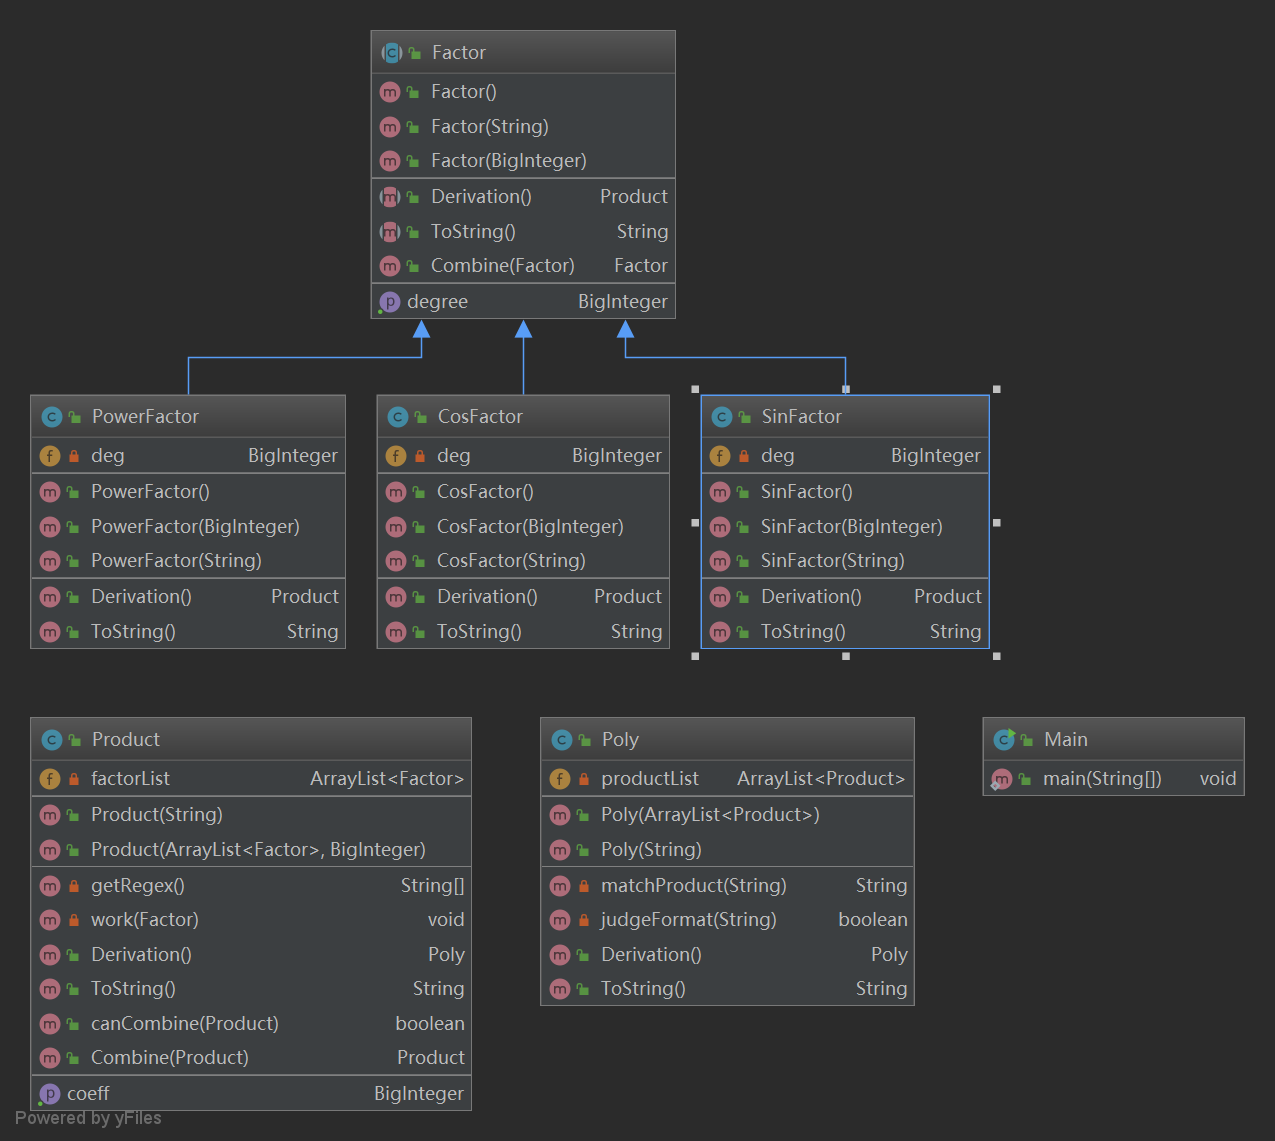 Factor
Factor()
Factor(String)
Factor(BigInteger)
Derivation() Product
ToString() String
Combine(Factor) Factor
degree BigInteger
PowerFactor
deg BigInteger
PowerFactor()
PowerFactor(BigInteger)
PowerFactor(String)
Derivation() Product
ToString() String
CosFactor
deg BigInteger
CosFactor()
CosFactor(BigInteger)
CosFactor(String)
Derivation() Product
ToString() String
SinFactor
deg BigInteger
SinFactor()
SinFactor(BigInteger)
SinFactor(String)
Derivation() Product
ToString() String
Product
factorList ArrayList<Factor>
Product(String)
Product(ArrayList<Factor>, BigInteger)
getRegex() String[]
work(Factor) void
Derivation() Poly
ToString() String
canCombine(Product) boolean
Combine(Product) Product
coeff BigInteger
Poly
productList ArrayList<Product>
Poly(ArrayList<Product>)
Poly(String)
matchProduct(String) String
judgeFormat(String) boolean
Derivation() Poly
ToString() String
Main
main(String[]) void
Powered by yFiles